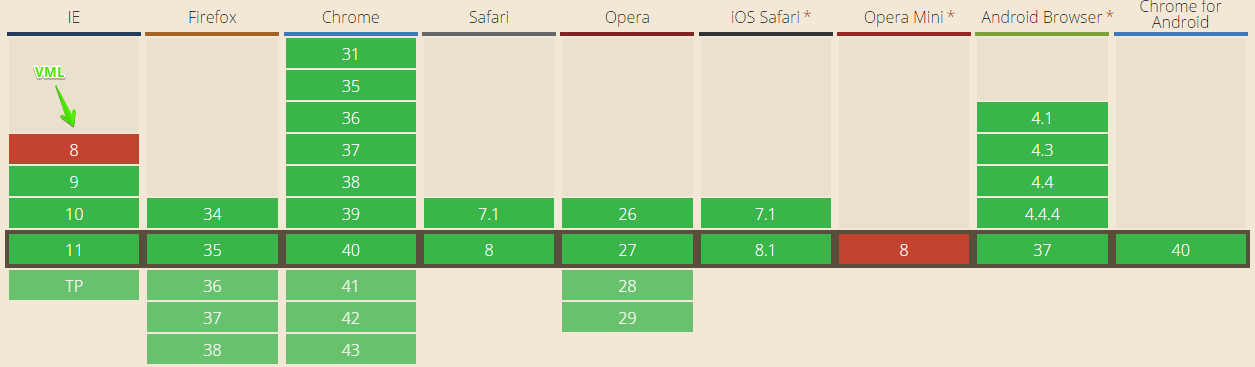 IE Firefox Chrome Safari Opera iOS Safari * Opera Mini * Android Browser * Chrome for Android
31
VML 35
36 4.1
8 37 4.3
9 38 4.4
10 34 39 7.1 26 7.1 4.4.4
11 35 40 8 27 8.1 8 37 40
TP 36 41 28
37 42 29
38 43